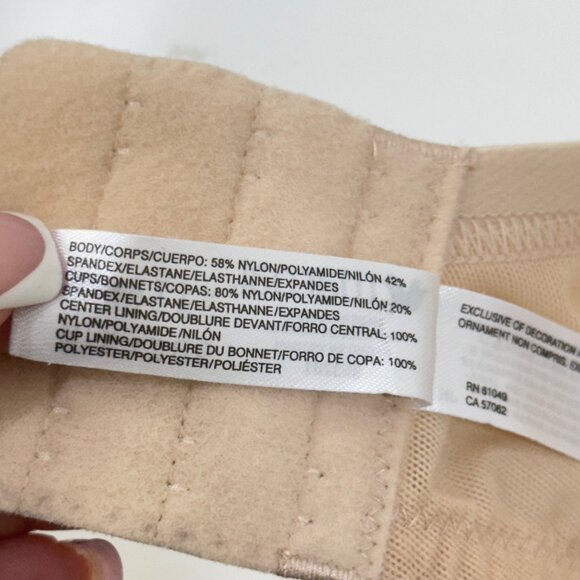 BODY/CORPS/CUERPO: 58% NYLON/POLYAMIDE/NILÓN 42%
SPANDEX/ELASTANE/ELASTHANNE/EXPANDES
CUPS/BONNETS/COPAS: 80% NYLON/POLYAMIDE/NILÓN 20%
SPANDEX/ELASTANE/ELASTHANNE/EXPANDES
CENTER LINING/DOUBLURE DEVANT/FORRO CENTRAL: 100%
NYLON/POLYAMIDE/NILÓN
CUP LINING/DOUBLURE DU BONNET/FORRO DE COPA: 100%
POLYESTER/POLYESTER/POLIÉSTER
EXCLUSIVE OF DECORATION
ORNAMENT NON COMPRIS.
RN 61049
CA 57062